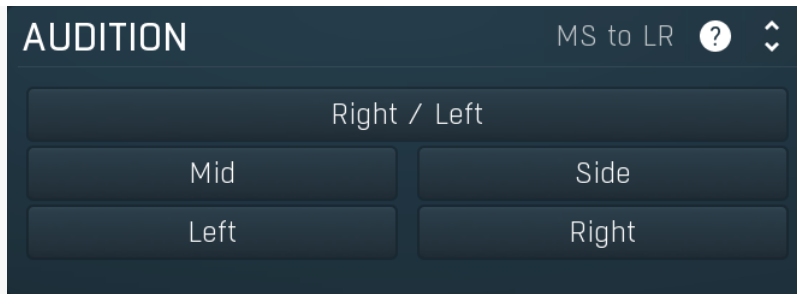 AUDITION MS to LR ?
Right / Left
Mid Side
Left Right